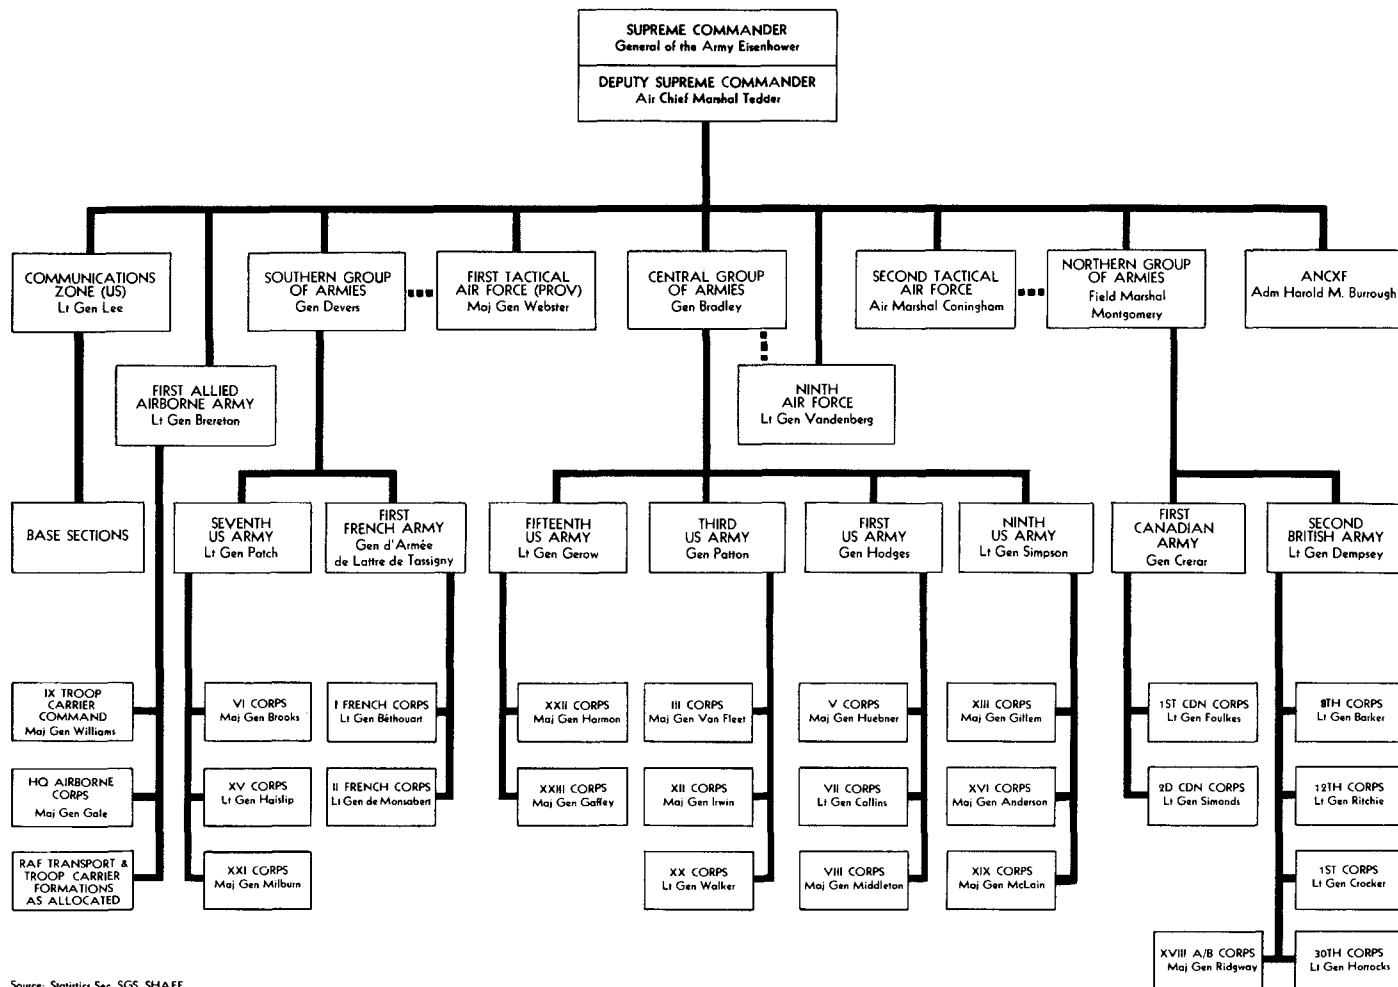 SUPREME COMMANDER
General of the Army Eisenhower
DEPUTY SUPREME COMMANDER
Air Chief Marshal Tedder
COMMUNICATIONS
ZONE (US)
Lt Gen Lee
SOUTHERN GROUP
OF ARMIES
Gen Devers
FIRST TACTICAL
AIR FORCE (PROV)
Maj Gen Webster
CENTRAL GROUP
OF ARMIES
Gen Bradley
SECOND TACTICAL
AIR FORCE
Air Marshal Coningham
NORTHERN GROUP
OF ARMIES
Field Marshal
Montgomery
ANCXF
Adm Harold M. Burrough
FIRST ALLIED
AIRBORNE ARMY
Lt Gen Brereton
NINTH
AIR FORCE
Lt Gen Vandenberg
BASE SECTIONS
SEVENTH
US ARMY
Lt Gen Patch
FIRST
FRENCH ARMY
Gen d'Armée
de Lattre de Tassigny
FIFTEENTH
US ARMY
Lt Gen Gerow
THIRD
US ARMY
Gen Patton
FIRST
US ARMY
Gen Hodges
NINTH
US ARMY
Lt Gen Simpson
FIRST
CANADIAN
ARMY
Gen Crerar
SECOND
BRITISH ARMY
Lt Gen Dempsey
IX TROOP
CARRIER
COMMAND
Maj Gen Williams
VI CORPS
Maj Gen Brooks
I FRENCH CORPS
Lt Gen Béthouart
XXII CORPS
Maj Gen Harmon
III CORPS
Maj Gen Van Fleet
V CORPS
Maj Gen Huebner
XIII CORPS
Maj Gen Gillem
1ST CDN CORPS
Lt Gen Foulkes
8TH CORPS
Lt Gen Barker
HQ AIRBORNE
CORPS
Maj Gen Gale
XV CORPS
Lt Gen Haislip
II FRENCH CORPS
Lt Gen de Monsabert
XXIII CORPS
Maj Gen Gaffey
XII CORPS
Maj Gen Irwin
VII CORPS
Lt Gen Collins
XVI CORPS
Maj Gen Anderson
2D CDN CORPS
Lt Gen Simonds
12TH CORPS
Lt Gen Ritchie
RAF TRANSPORT &
TROOP CARRIER
FORMATIONS
AS ALLOCATED
XXI CORPS
Maj Gen Milburn
XX CORPS
Lt Gen Walker
VIII CORPS
Maj Gen Middleton
XIX CORPS
Maj Gen McLain
1ST CORPS
Lt Gen Crocker
XVIII A/B CORPS
Maj Gen Ridgway
30TH CORPS
Lt Gen Horrocks
Source: Statistics Sec, SGS, SHAEF